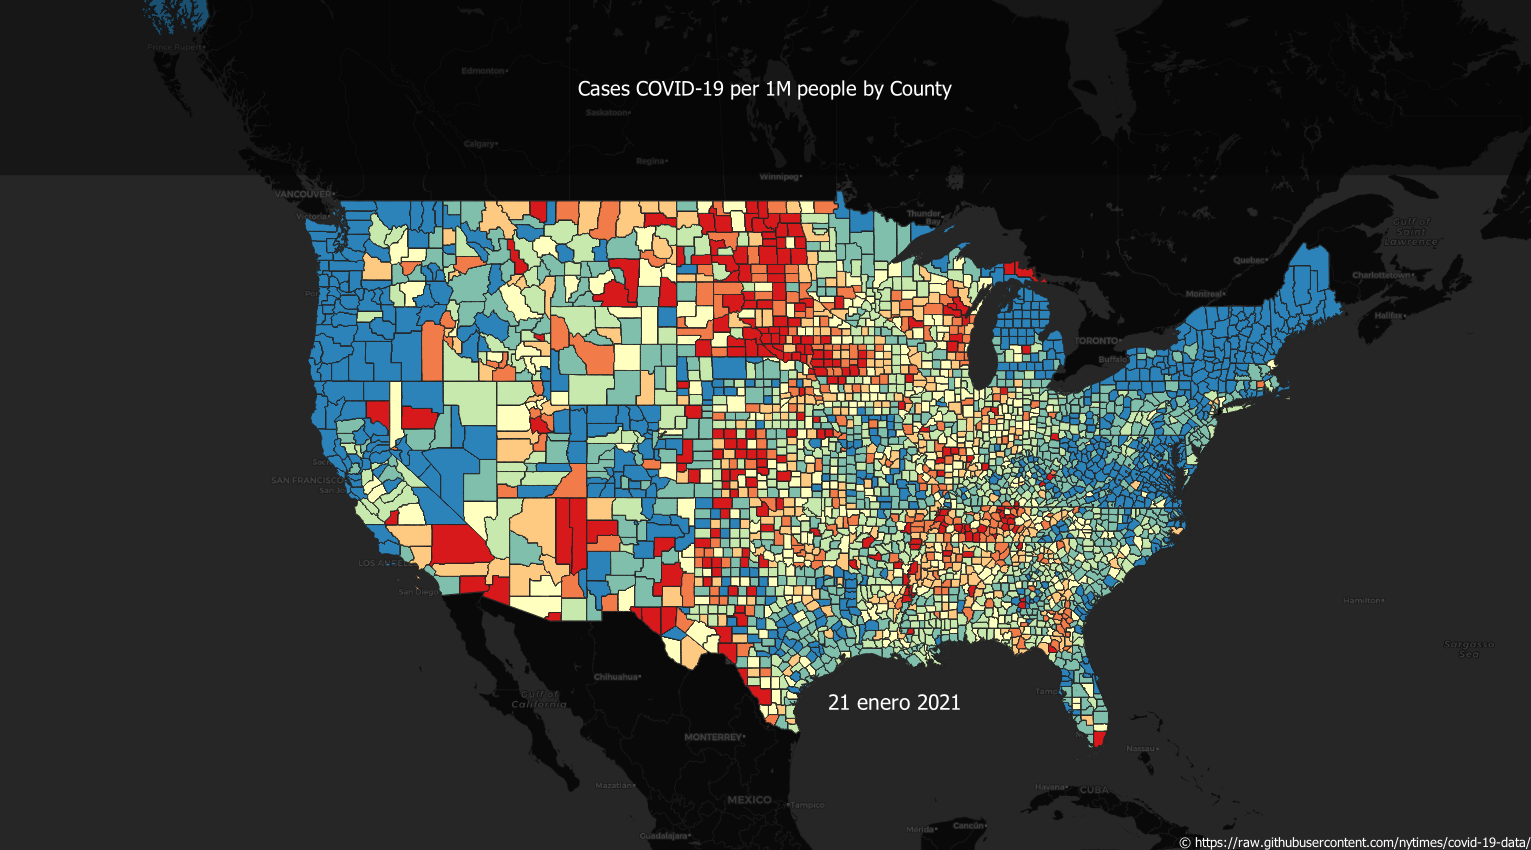 Prince Rupert
Edmonton
Cases COVID-19 per 1M people by County
Saskatoon
Calgary
Regina
Winnipeg
VANCOUVER
Victoria
Thunder
Bay
Gulf of
Saint
Lawrence
Quebec
Charlottetown
Montreal
Halifax
TORONTO
Buffalo
SAN FRANCISCO
LOS ANGEL
San Diego
Hamilton
Sargasso
Sea
Chihuahua
Gulf of
California
Tamp
21 enero 2021
MONTERREY
Nassau
Mazatlan
Havana
CUBA
MEXICO
Tampico
Guadalajara
Mérida
Cancún
© https://raw.githubusercontent.com/nytimes/covid-19-data/